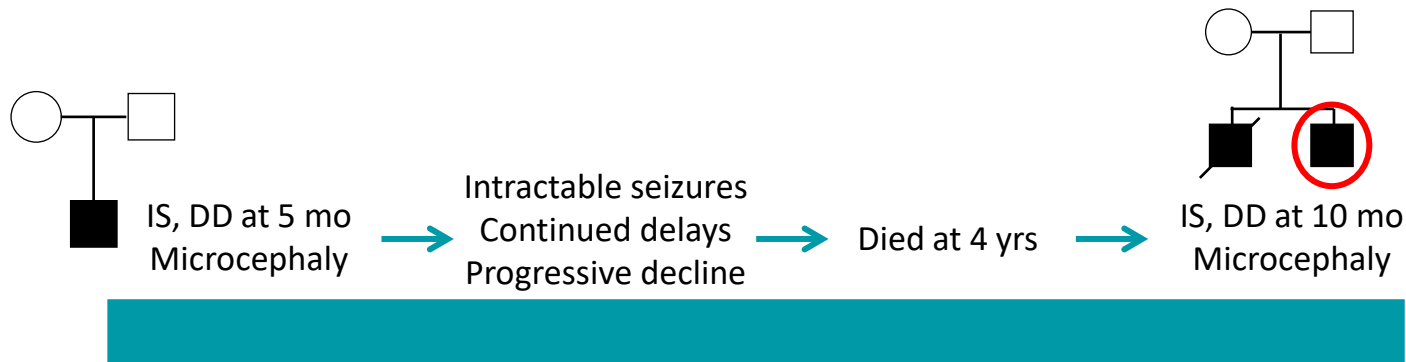 IS, DD at 5 mo
Microcephaly
Intractable seizures
Continued delays
Progressive decline
Died at 4 yrs
IS, DD at 10 mo
Microcephaly